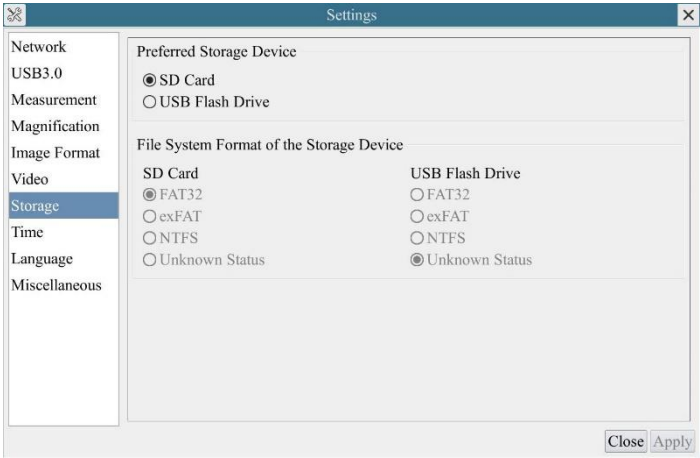 Settings
Network
USB3.0
Measurement
Magnification
Image Format
Video
Storage
Time
Language
Miscellaneous
Preferred Storage Device
SD Card
USB Flash Drive
File System Format of the Storage Device
SD Card
FAT32
exFAT
NTFS
Unknown Status
USB Flash Drive
FAT32
exFAT
NTFS
Unknown Status
Close
Apply